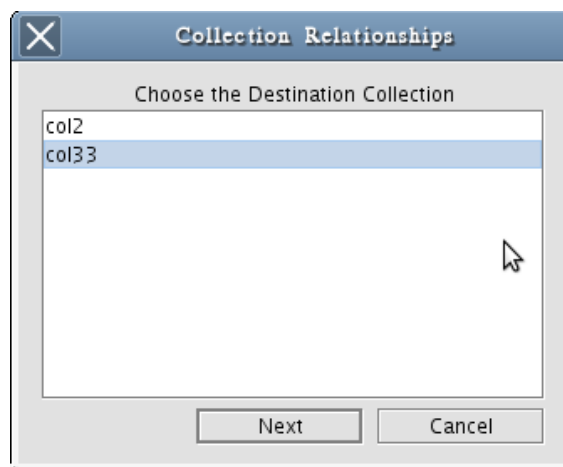 Collection Relationships
Choose the Destination Collection
col2
col33
Next Cancel